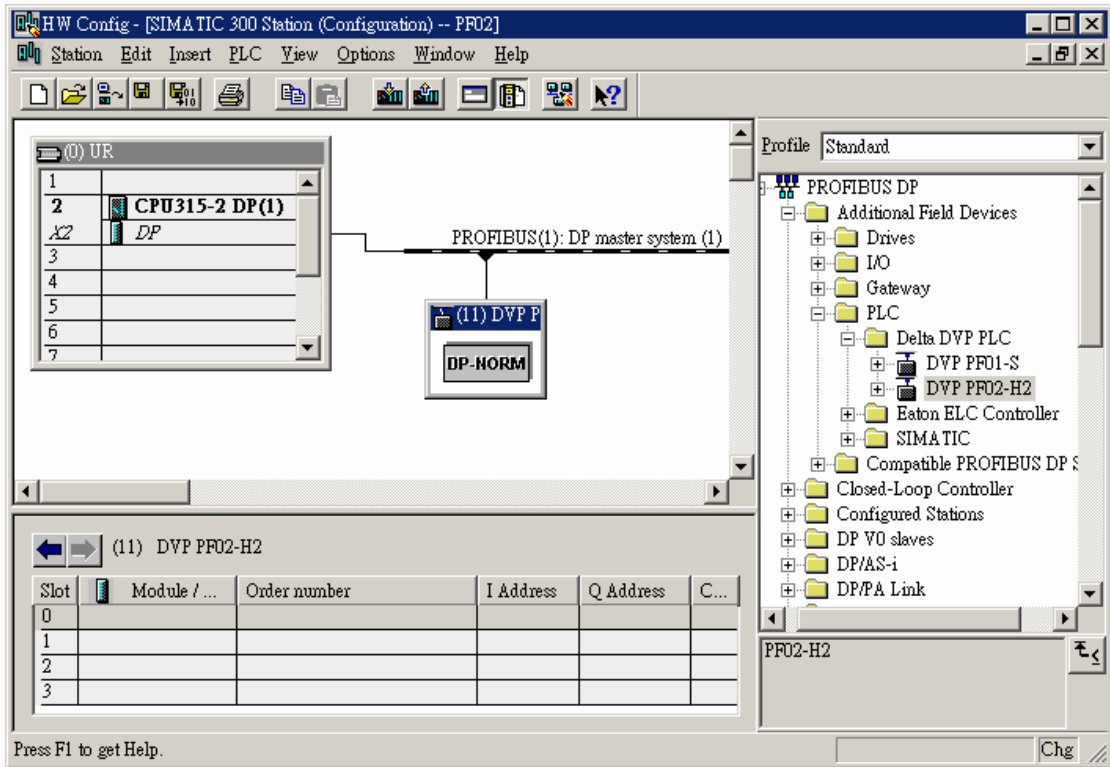 HW Config - [SIMATIC 300 Station (Configuration) -- PF02]
Station Edit Insert PLC View Options Window Help
(0) UR
1
2 CPU315-2 DP(1)
X2 DP
3
4
5
6
7
PROFIBUS(1): DP master system (1)
(11) DVP P
DP-NORM
Profile Standard
PROFIBUS DP
Additional Field Devices
Drives
I/O
Gateway
PLC
Delta DVP PLC
DVP PF01-S
DVP PF02-H2
Eaton ELC Controller
SIMATIC
Compatible PROFIBUS DP S
Closed-Loop Controller
Configured Stations
DP V0 slaves
DP/AS-i
DP/PA Link
PF02-H2
(11) DVP PF02-H2
Slot Module / ... Order number I Address Q Address C...
0
1
2
3
Press F1 to get Help.
Chg